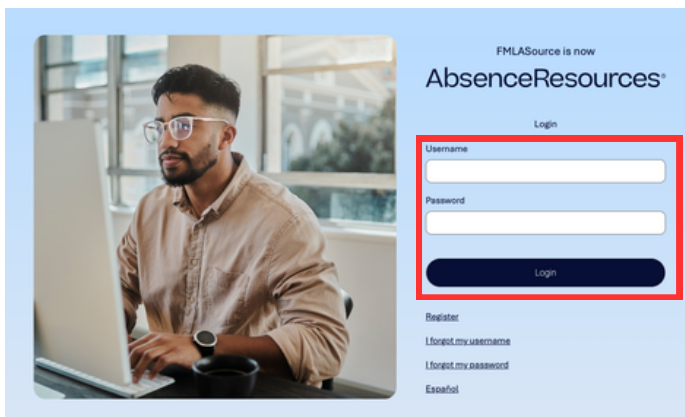 FMLASource is now
AbsenceResources®
Login
Username
Password
Login
Register
I forgot my username
I forgot my password
Español